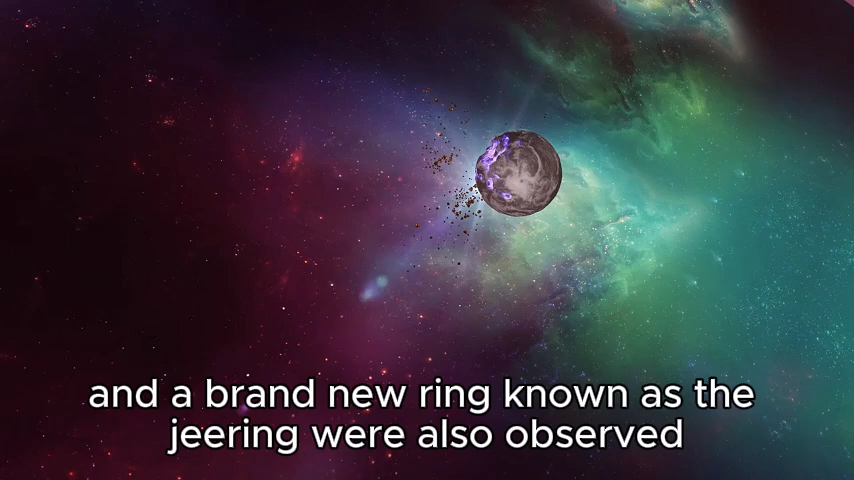 and a brand new ring known as the
jeering were also observed